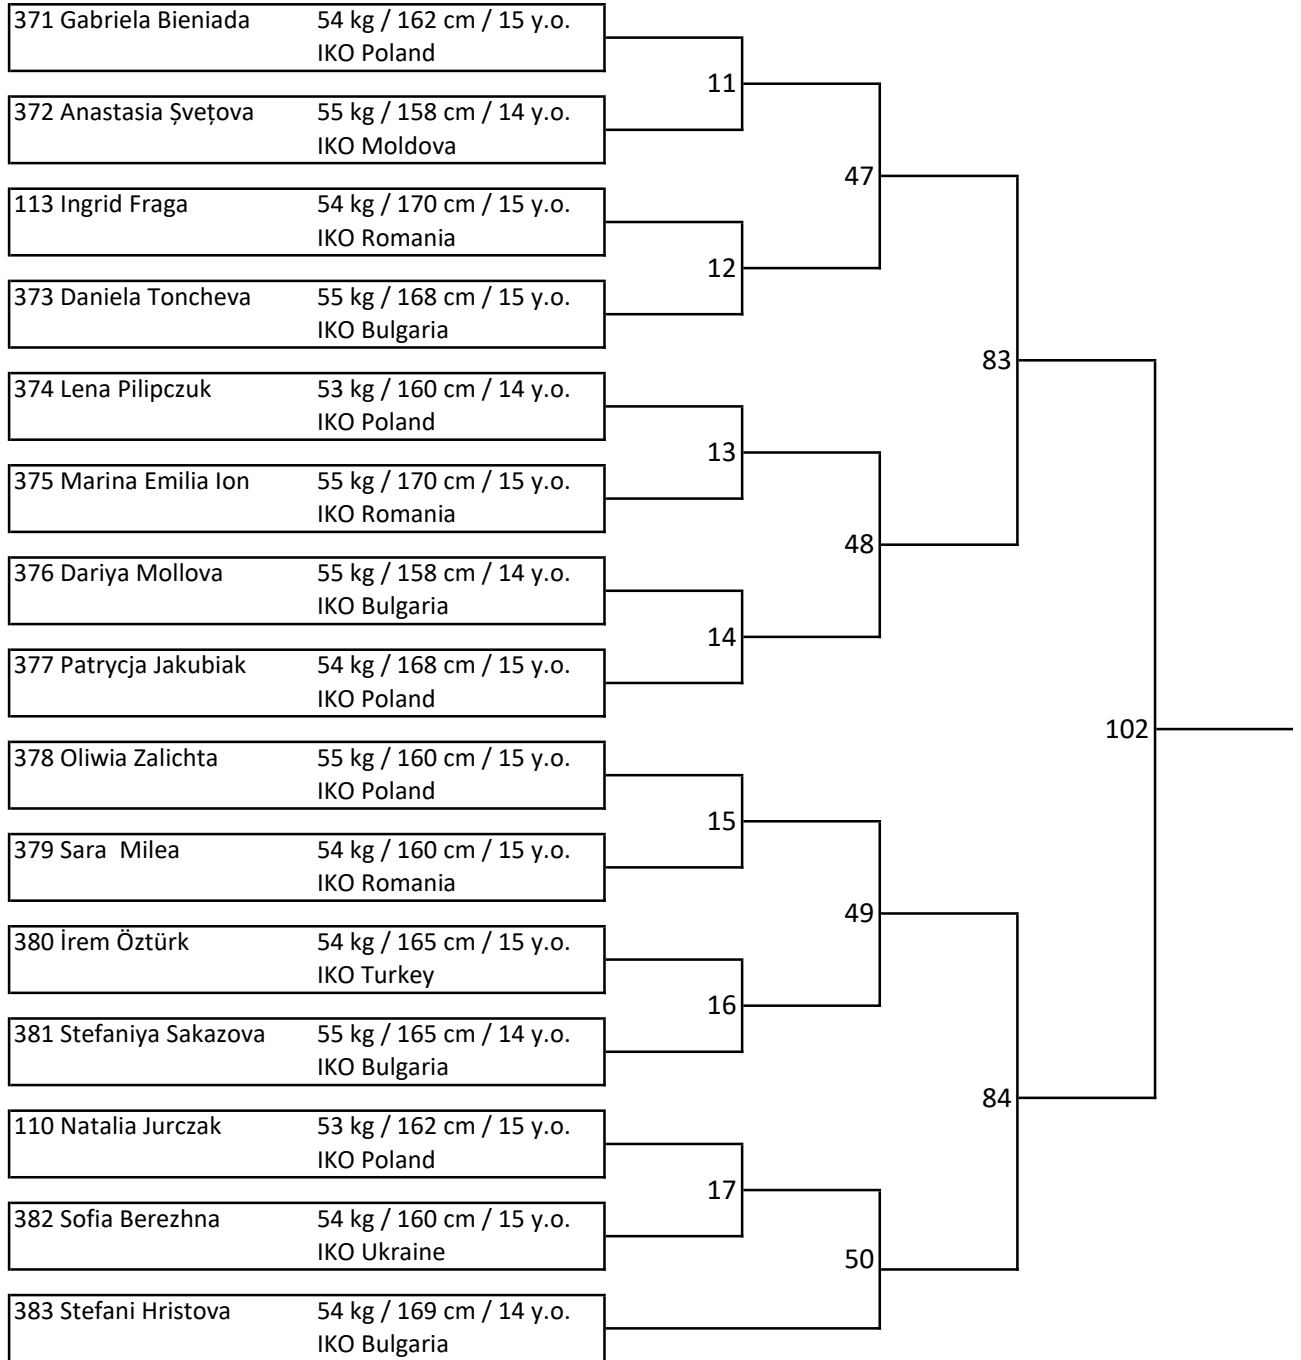 371 Gabriela Bieniada 54 kg / 162 cm / 15 y.o.
IKO Poland
11
372 Anastasia Șvețova 55 kg / 158 cm / 14 y.o.
IKO Moldova
47
113 Ingrid Fraga 54 kg / 170 cm / 15 y.o.
IKO Romania
12
373 Daniela Toncheva 55 kg / 168 cm / 15 y.o.
IKO Bulgaria
83
374 Lena Pilipczuk 53 kg / 160 cm / 14 y.o.
IKO Poland
13
375 Marina Emilia Ion 55 kg / 170 cm / 15 y.o.
IKO Romania
48
376 Dariya Mollova 55 kg / 158 cm / 14 y.o.
IKO Bulgaria
14
377 Patrycja Jakubiak 54 kg / 168 cm / 15 y.o.
IKO Poland
102
378 Oliwia Zalichta 55 kg / 160 cm / 15 y.o.
IKO Poland
15
379 Sara  Milea 54 kg / 160 cm / 15 y.o.
IKO Romania
49
380 İrem Öztürk 54 kg / 165 cm / 15 y.o.
IKO Turkey
16
381 Stefaniya Sakazova 55 kg / 165 cm / 14 y.o.
IKO Bulgaria
84
110 Natalia Jurczak 53 kg / 162 cm / 15 y.o.
IKO Poland
17
382 Sofia Berezhna 54 kg / 160 cm / 15 y.o.
IKO Ukraine
50
383 Stefani Hristova 54 kg / 169 cm / 14 y.o.
IKO Bulgaria